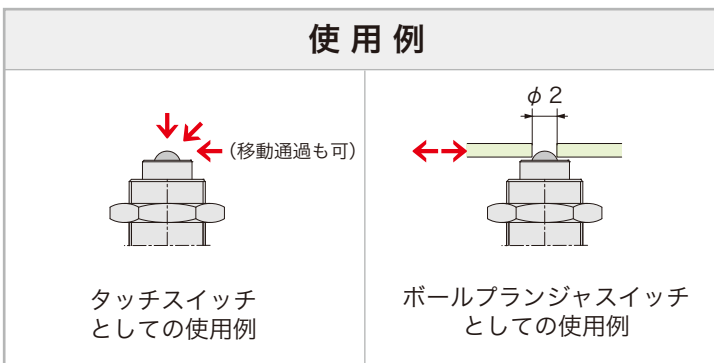 使用例
(移動通過も可)
タッチスイッチ
としての使用例
φ2
ボールプランジャスイッチ
としての使用例